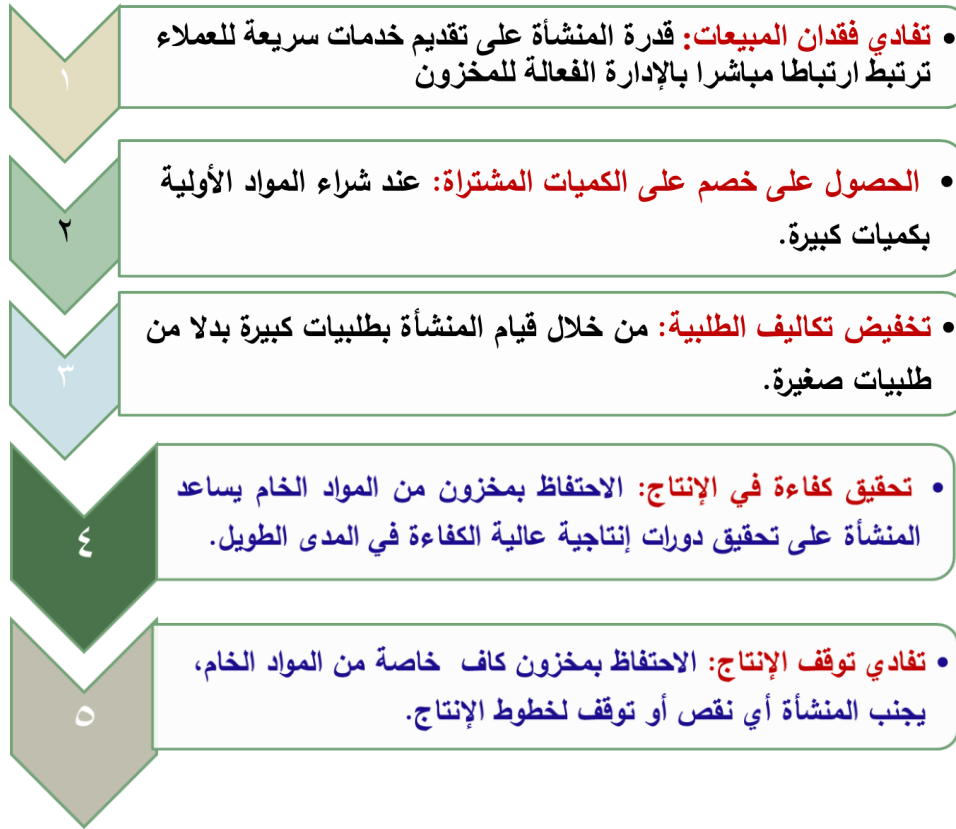 ١
• تفادي فقدان المبيعات: قدرة المنشأة على تقديم خدمات سريعة للعملاء
ترتبط ارتباطا مباشرا بالإدارة الفعالة للمخزون
٢
• الحصول على خصم على الكميات المشتراة: عند شراء المواد الأولية
بكميات كبيرة.
٣
• تخفيض تكاليف الطلبية: من خلال قيام المنشأة بطلبيات كبيرة بدلا من
طلبيات صغيرة.
٤
• تحقيق كفاءة في الإنتاج: الاحتفاظ بمخزون من المواد الخام يساعد
المنشأة على تحقيق دورات إنتاجية عالية الكفاءة في المدى الطويل.
٥
• تفادي توقف الإنتاج: الاحتفاظ بمخزون كاف خاصة من المواد الخام،
يجنب المنشأة أي نقص أو توقف لخطوط الإنتاج.